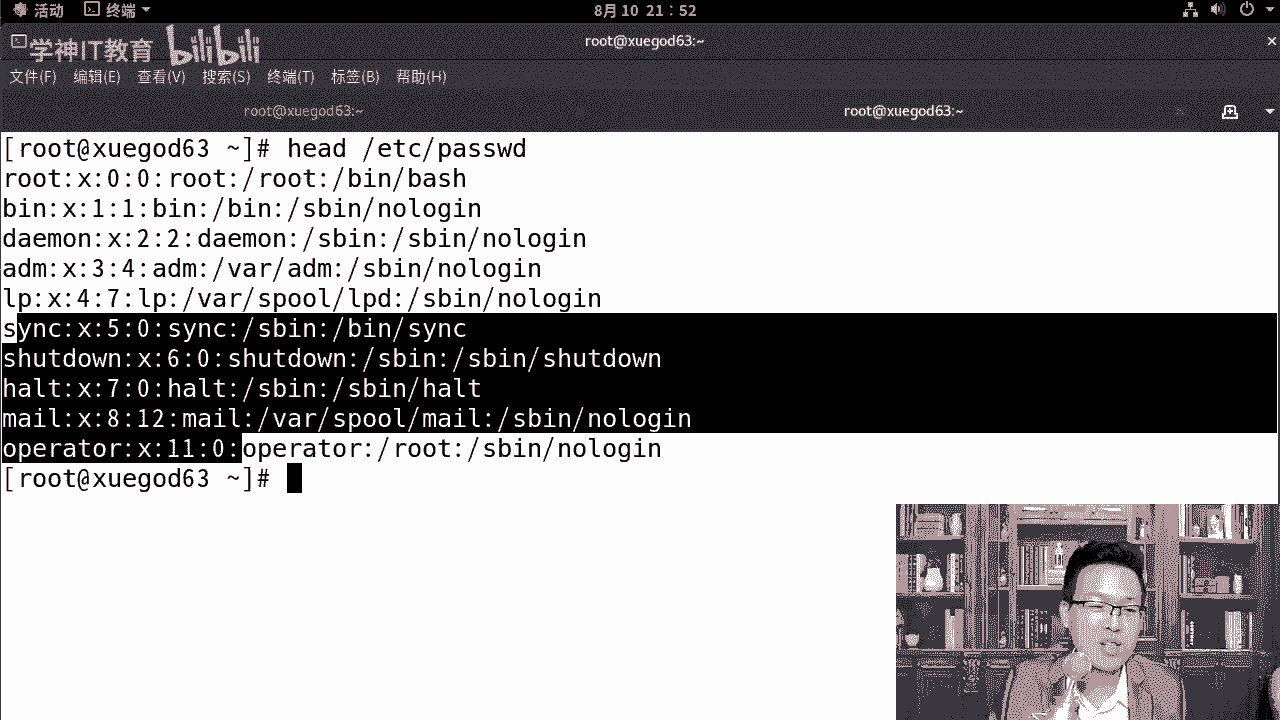 活动 终端 8月 10 21：52
root@xuegod63:~
学神IT教育 bilibili
文件(F) 编辑(E) 查看(V) 搜索(S) 终端(T) 标签(B) 帮助(H)
root@xuegod63:~ root@xuegod63:~
[root@xuegod63 ~]# head /etc/passwd
root:x:0:0:root:/root:/bin/bash
bin:x:1:1:bin:/bin:/sbin/nologin
daemon:x:2:2:daemon:/sbin:/sbin/nologin
adm:x:3:4:adm:/var/adm:/sbin/nologin
lp:x:4:7:lp:/var/spool/lpd:/sbin/nologin
sync:x:5:0:sync:/sbin:/bin/sync
shutdown:x:6:0:shutdown:/sbin:/sbin/shutdown
halt:x:7:0:halt:/sbin:/sbin/halt
mail:x:8:12:mail:/var/spool/mail:/sbin/nologin
operator:x:11:0:operator:/root:/sbin/nologin
[root@xuegod63 ~]#